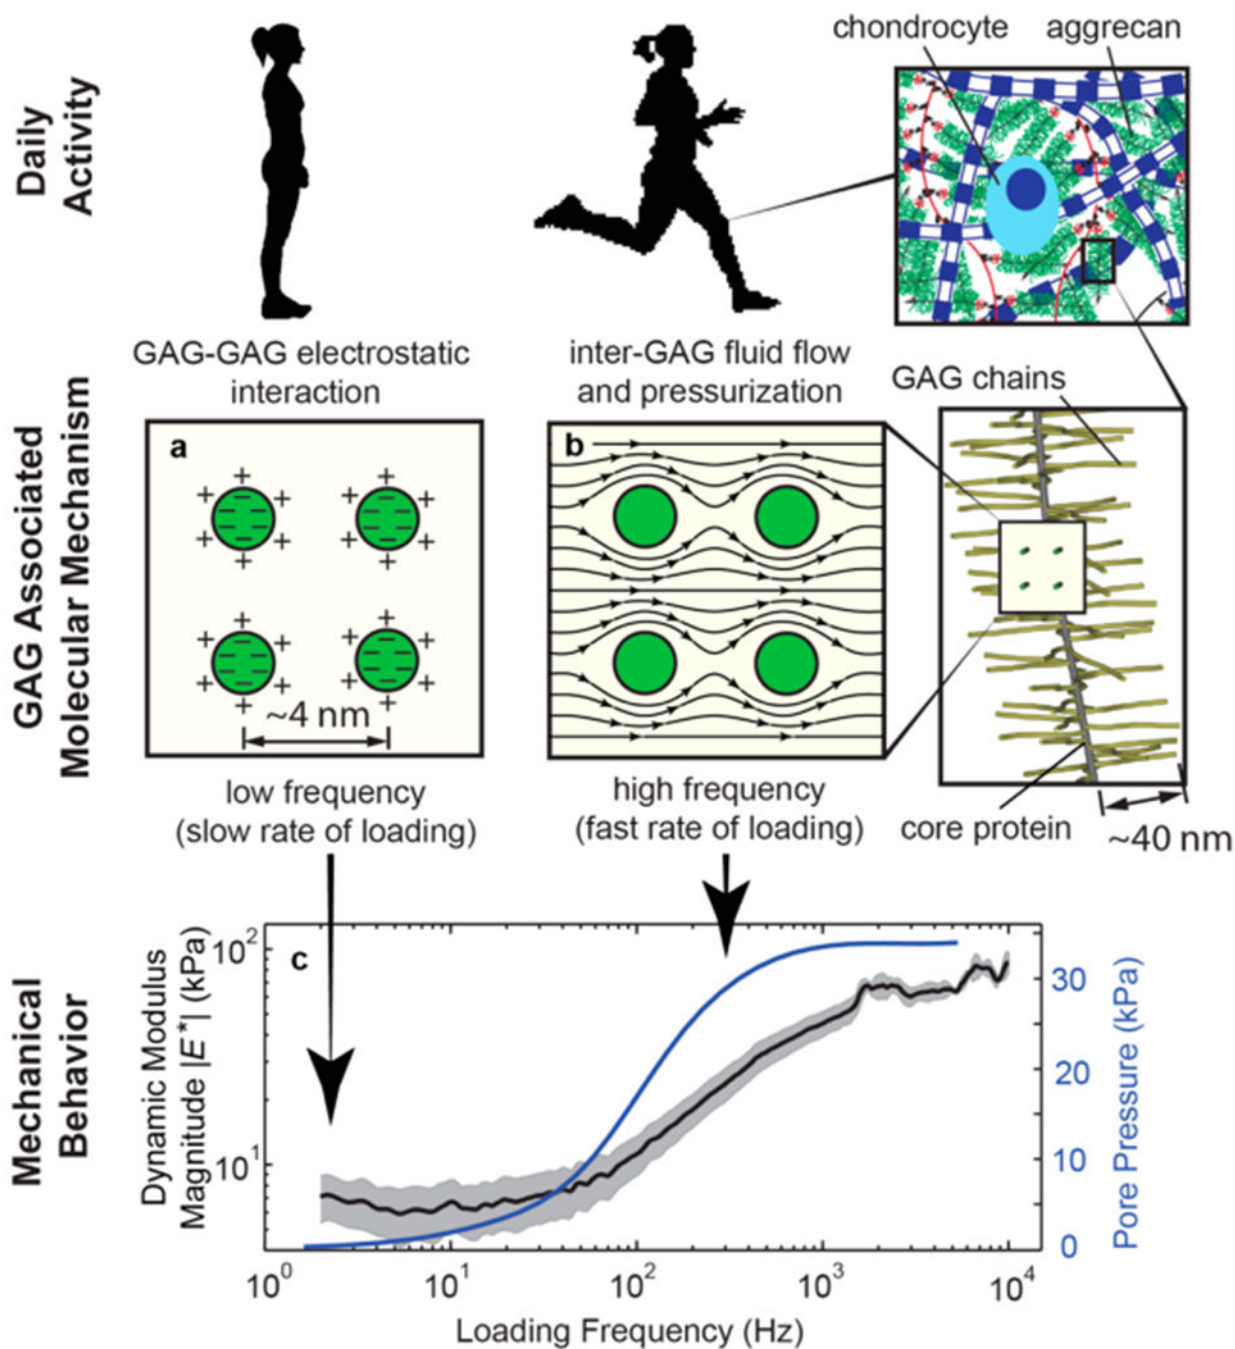 chondrocyte aggrecan
Daily
Activity
GAG-GAG electrostatic
interaction
inter-GAG fluid flow
and pressurization
GAG chains
GAG Associated
Molecular Mechanism
a
+ + + + + +
+ + + + + +
+ + + + + +
+ + + + + +
~4 nm
b
low frequency
(slow rate of loading)
high frequency
(fast rate of loading)
core protein
~40 nm
Mechanical
Behavior
c
Dynamic Modulus
Magnitude |E*| (kPa)
10²
10¹
Pore Pressure (kPa)
30
20
10
0
10⁰ 10¹ 10² 10³ 10⁴
Loading Frequency (Hz)